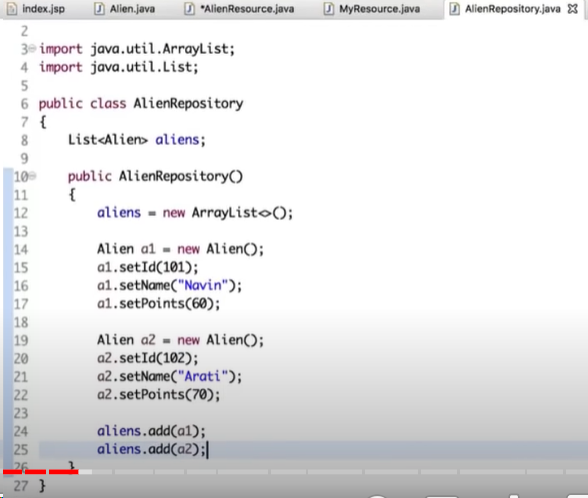 index.jsp Alien.java *AlienResource.java MyResource.java AlienRepository.java
2
3 import java.util.ArrayList;
4 import java.util.List;
5
6 public class AlienRepository
7 {
8 List<Alien> aliens;
9
10 public AlienRepository()
11 {
12 aliens = new ArrayList<>();
13
14 Alien a1 = new Alien();
15 a1.setId(101);
16 a1.setName("Navin");
17 a1.setPoints(60);
18
19 Alien a2 = new Alien();
20 a2.setId(102);
21 a2.setName("Arati");
22 a2.setPoints(70);
23
24 aliens.add(a1);
25 aliens.add(a2);
26 }
27 }